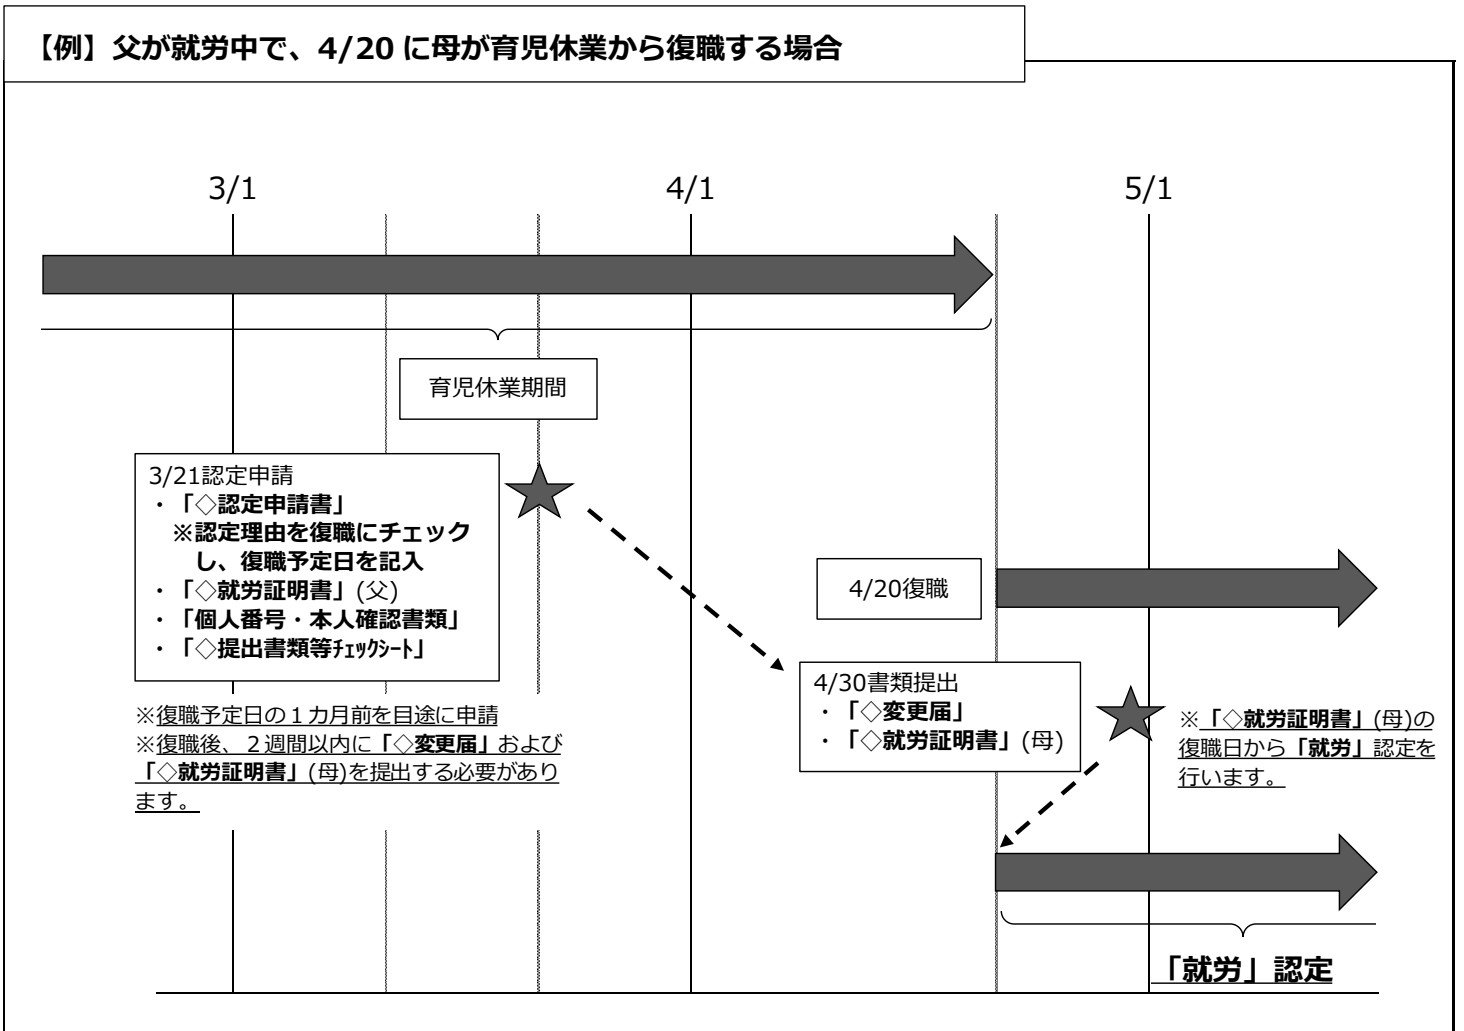 【例】父が就労中で、4/20 に母が育児休業から復職する場合
3/1
4/1
5/1
育児休業期間
3/21認定申請
・「◇認定申請書」
※認定理由を復職にチェック
し、復職予定日を記入
・「◇就労証明書」(父)
・「個人番号・本人確認書類」
・「◇提出書類等ﾁｪｯｸｼｰﾄ」
※復職予定日の１カ月前を目途に申請
※復職後、２週間以内に「◇変更届」および
「◇就労証明書」(母)を提出する必要があり
ます。
4/20復職
4/30書類提出
・「◇変更届」
・「◇就労証明書」(母)
※「◇就労証明書」(母)の
復職日から「就労」認定を
行います。
「就労」認定